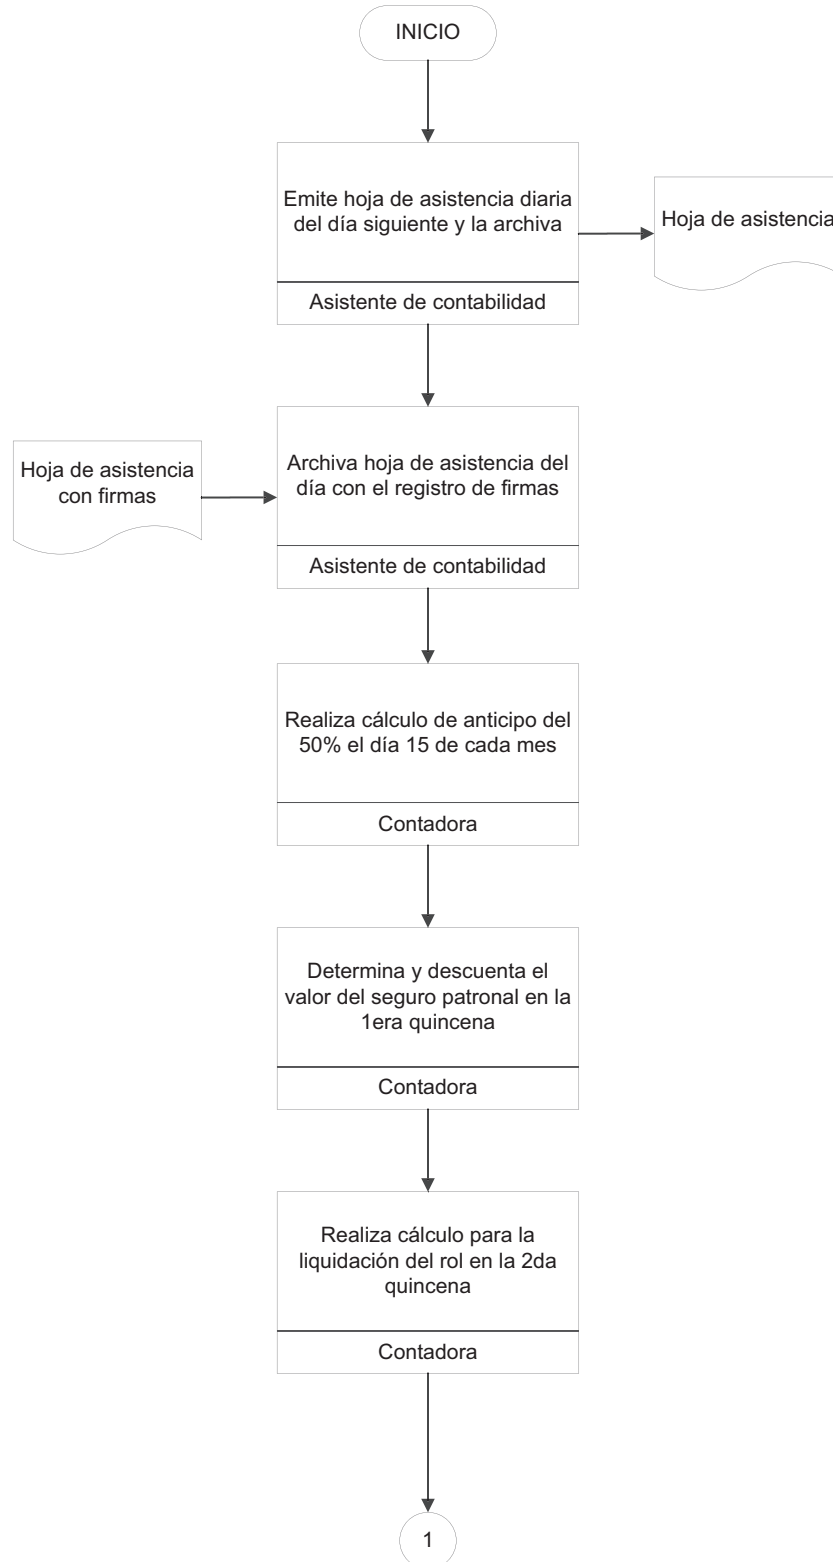 INICIO
Emite hoja de asistencia diaria
del día siguiente y la archiva
Asistente de contabilidad
Hoja de asistencia
Hoja de asistencia
con firmas
Archiva hoja de asistencia del
día con el registro de firmas
Asistente de contabilidad
Realiza cálculo de anticipo del
50% el día 15 de cada mes
Contadora
Determina y descuenta el
valor del seguro patronal en la
1era quincena
Contadora
Realiza cálculo para la
liquidación del rol en la 2da
quincena
Contadora
1